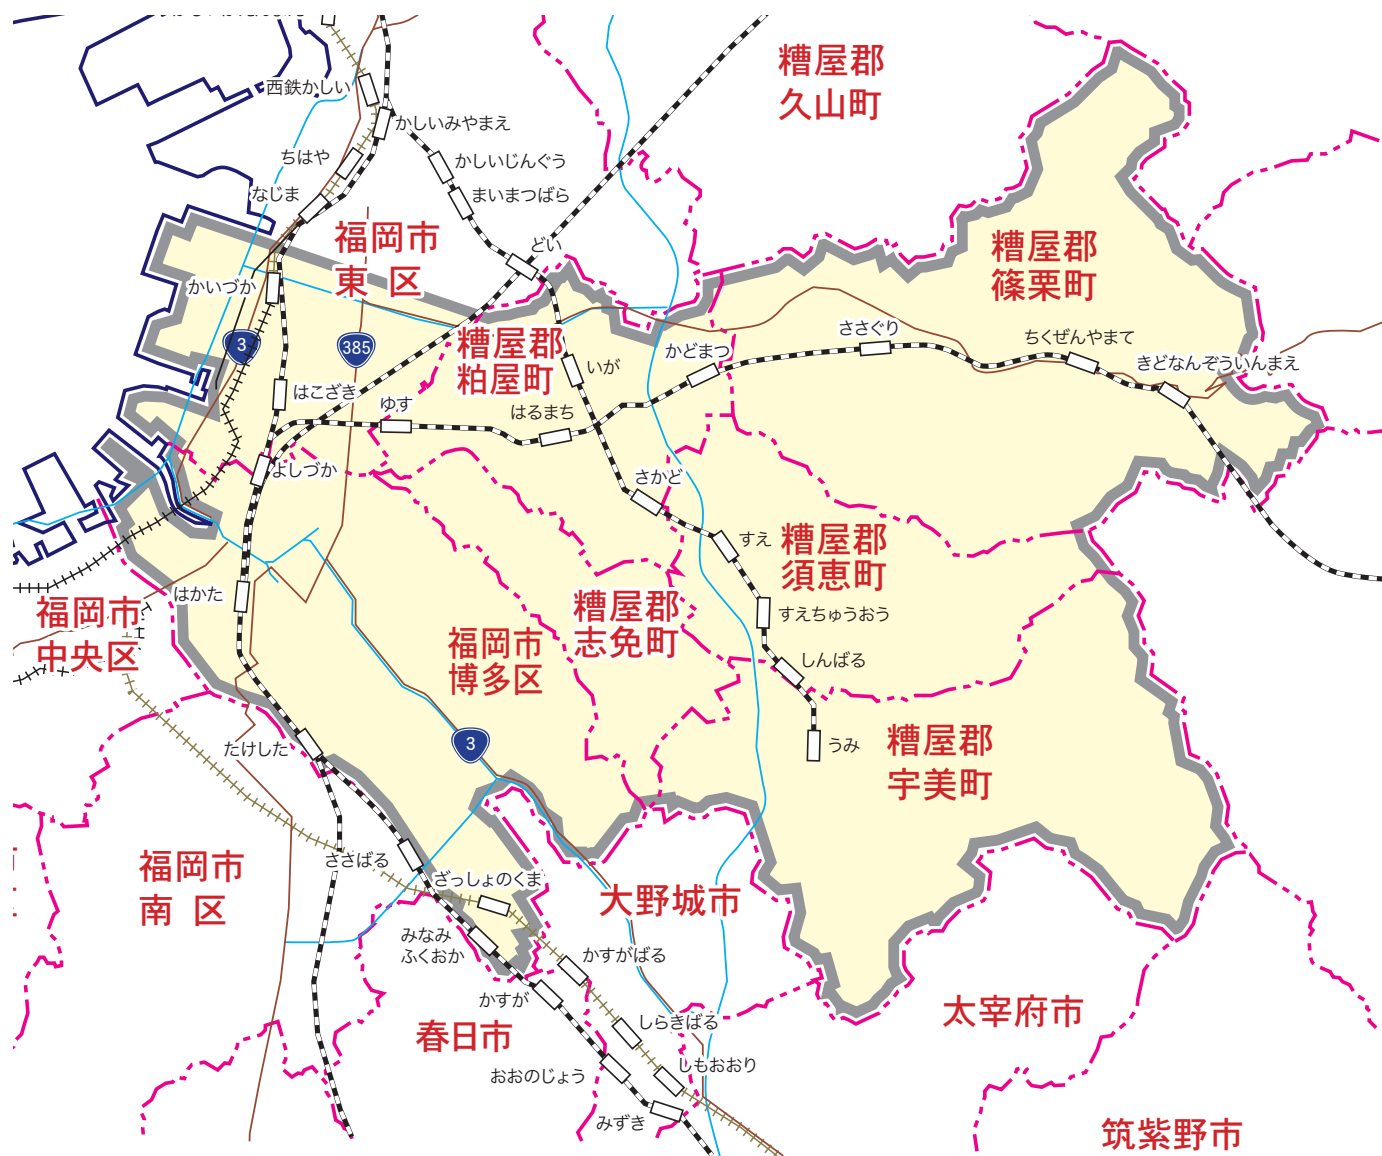 糟屋郡
久山町
西鉄かしい
かしいみやまえ
ちはや
かしいじんぐう
なじま
まいまつばら
福岡市
東 区
どい
糟屋郡
篠栗町
かいづか
3
385
糟屋郡
粕屋町
いが
かどまつ
ささぐり
ちくぜんやまて
きどなんぞういんまえ
はこざき
ゆす
はるまち
よしづか
さかど
すえ
糟屋郡
須恵町
はかた
福岡市
中央区
糟屋郡
志免町
すえちゅうおう
福岡市
博多区
しんばる
たけした
3
うみ
糟屋郡
宇美町
ささばる
福岡市
南 区
ざっしょのくま
大野城市
みなみ
ふくおか
かすがばる
かすが
春日市
しらきばる
太宰府市
おおのじょう
しもおおり
みずき
筑紫野市